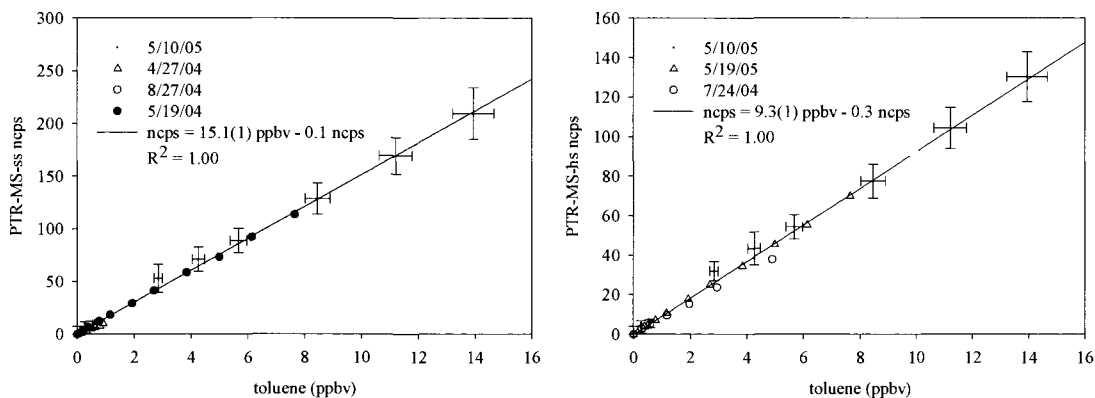 300
250
200
150
100
50
0
PTR-MS-ss ncps
5/10/05
4/27/04
8/27/04
5/19/04
ncps = 15.1(1) ppbv - 0.1 ncps
R² = 1.00
0 2 4 6 8 10 12 14 16
toluene (ppbv)
160
140
120
100
80
60
40
20
0
PTR-MS-hs ncps
5/10/05
5/19/05
7/24/04
ncps = 9.3(1) ppbv - 0.3 ncps
R² = 1.00
0 2 4 6 8 10 12 14 16
toluene (ppbv)